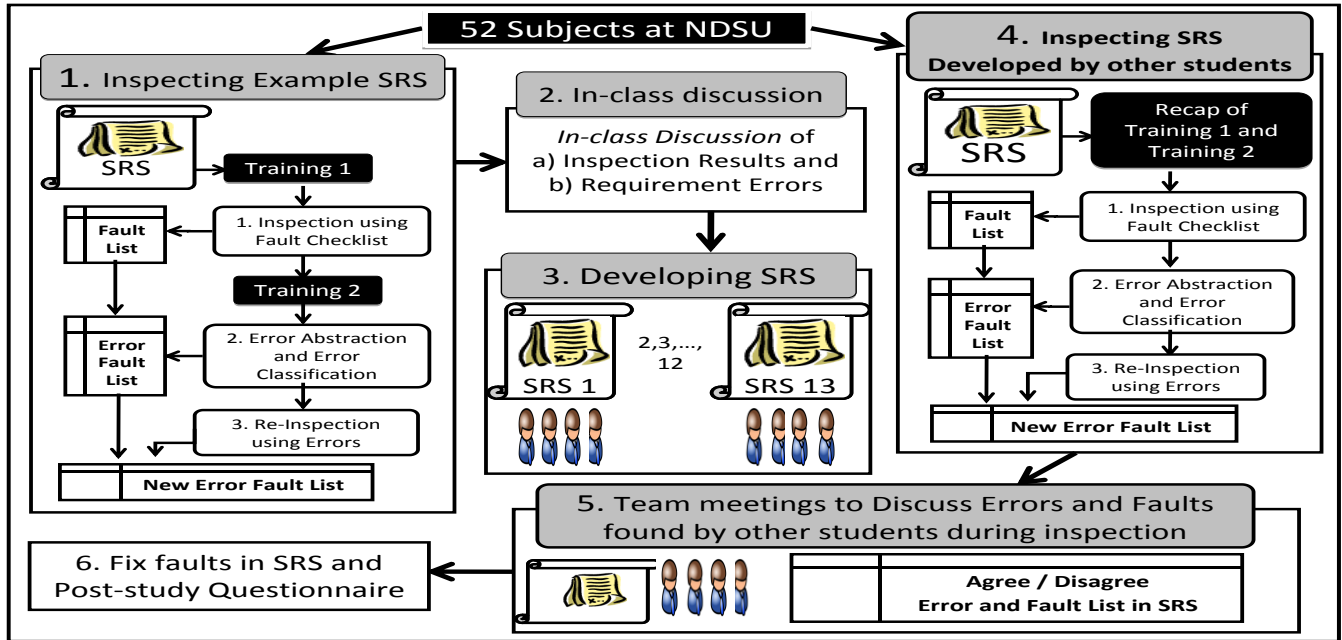 52 Subjects at NDSU
1. Inspecting Example SRS
SRS
Training 1
1. Inspection using
Fault Checklist
Fault
List
Training 2
2. Error Abstraction
and Error
Classification
Error
Fault
List
3. Re-Inspection
using Errors
New Error Fault List
2. In-class discussion
In-class Discussion of
a) Inspection Results and
b) Requirement Errors
3. Developing SRS
SRS 1
2,3,...,
12
SRS 13
4. Inspecting SRS
Developed by other students
SRS
Recap of
Training 1 and
Training 2
1. Inspection using
Fault Checklist
Fault
List
2. Error Abstraction
and Error
Classification
Error
Fault
List
3. Re-Inspection
using Errors
New Error Fault List
5. Team meetings to Discuss Errors and Faults
found by other students during inspection
Agree / Disagree
Error and Fault List in SRS
6. Fix faults in SRS and
Post-study Questionnaire